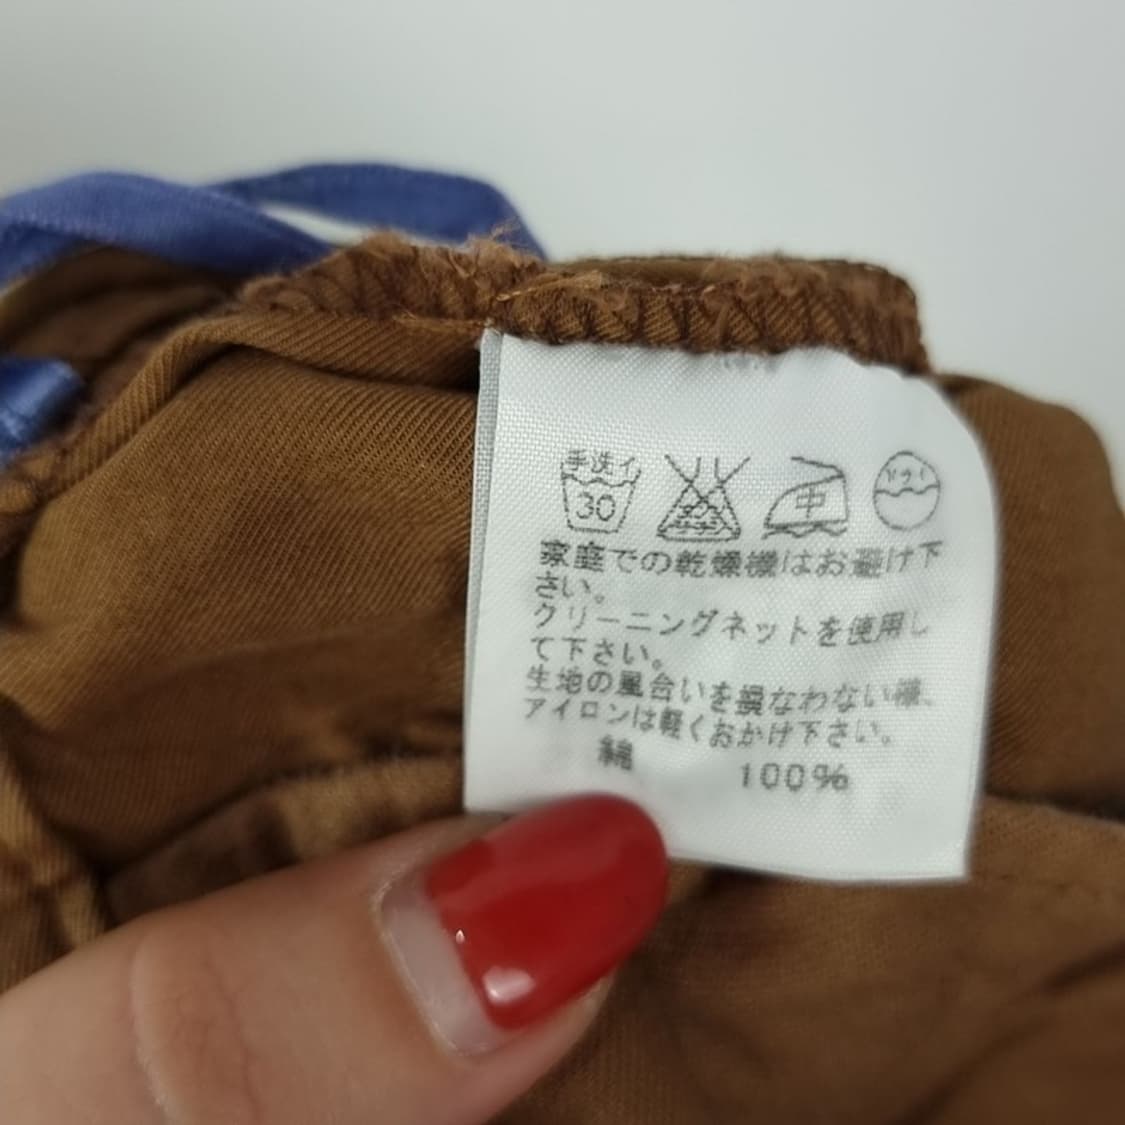 手洗イ
30
中
ドライ
家庭での乾燥機はお避け下
さい。
クリーニングネットを使用し
て下さい。
生地の風合いを損なわない様、
アイロンは軽くおかけ下さい。
綿 100%